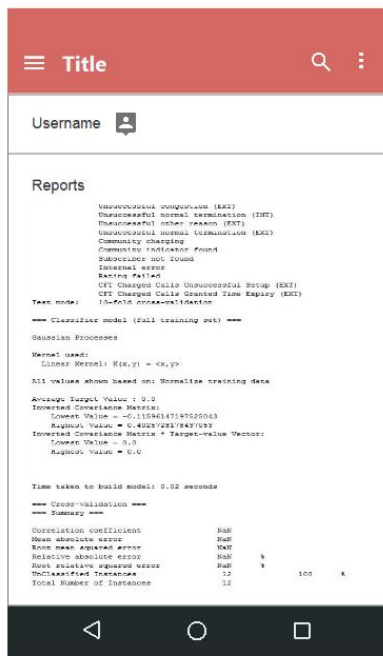 Title
Username
Reports
Unsuccessful congestion (EXT)
Unsuccessful normal termination (INT)
Unsuccessful other reason (EXT)
Unsuccessful normal termination (EXT)
Community charging
Community indicator found
Subscriber not found
Internal error
Rating failed
CFT Charged Calls Unsuccessful Setup (EXT)
CFT Charged Calls Granted Time Expiry (EXT)
Test mode: 10-fold cross-validation
=== Classifier model (full training set) ===
Gaussian Processes
Kernel used:
Linear Kernel: K(x,y) = <x,y>
All values shown based on: Normalize training data
Average Target Value : 0.0
Inverted Covariance Matrix:
Lowest Value = -0.11596147197525043
Highest Value = 0.4025728178437053
Inverted Covariance Matrix * Target-value Vector:
Lowest Value = 0.0
Highest Value = 0.0
Time taken to build model: 0.02 seconds
=== Cross-validation ===
=== Summary ===
Correlation coefficient NaN
Mean absolute error NaN
Root mean squared error NaN
Relative absolute error NaN %
Root relative squared error NaN %
UnClassified Instances 12 100 %
Total Number of Instances 12